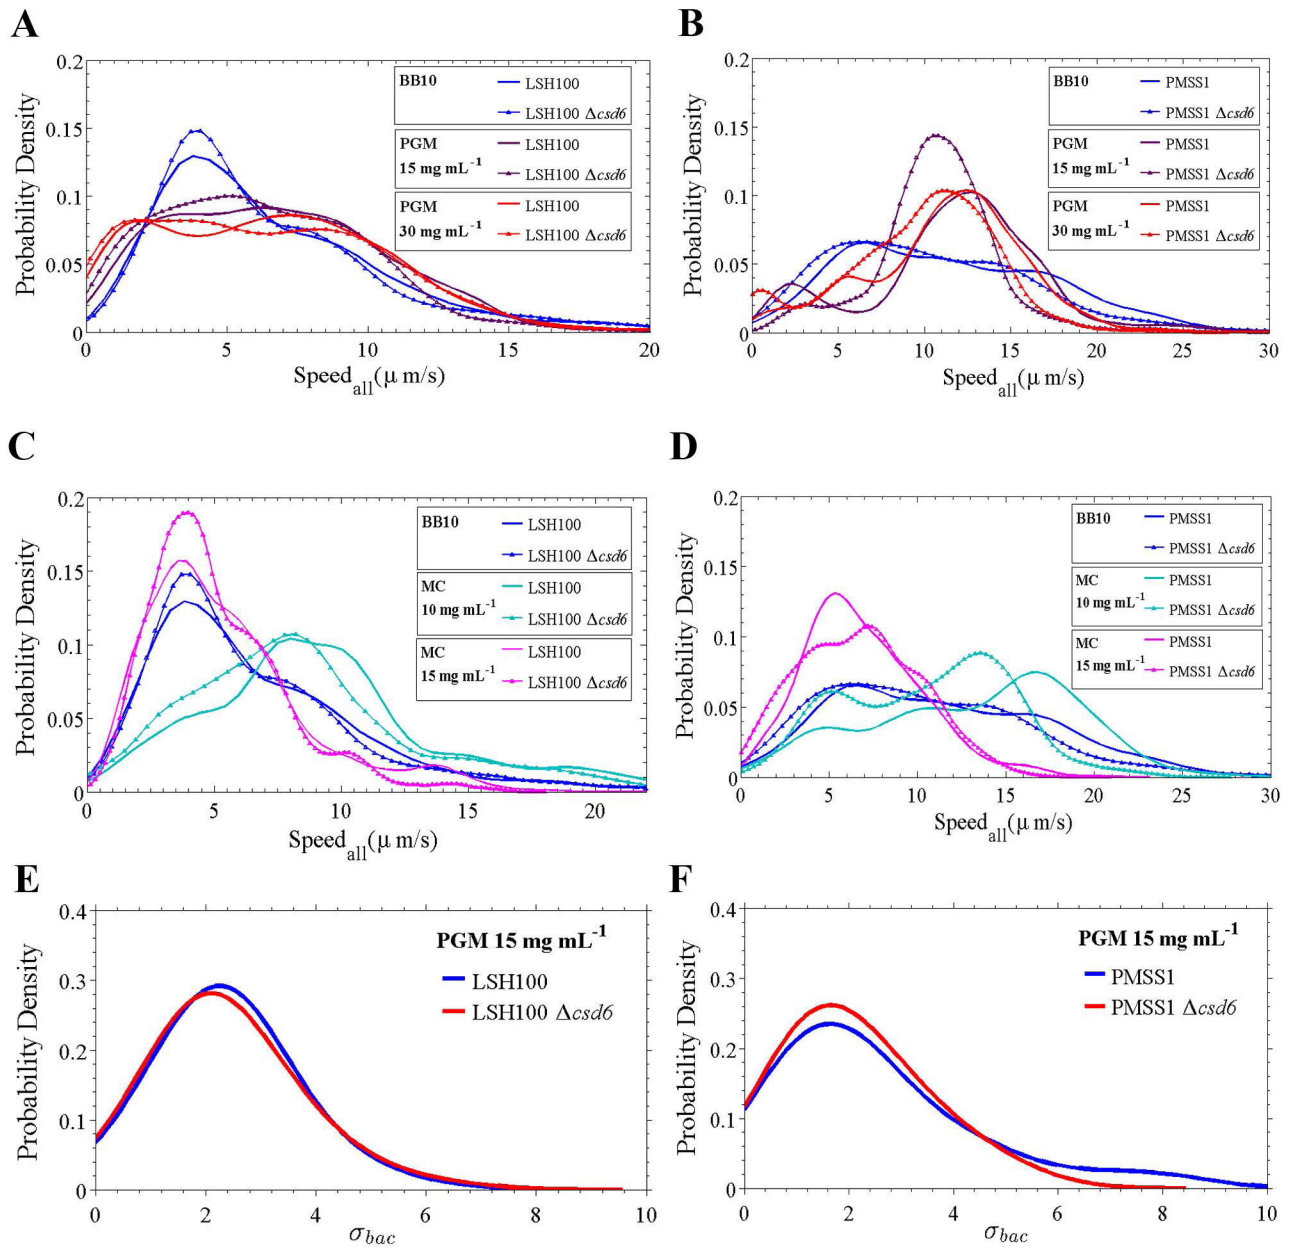 A
Probability Density
0.2
0.15
0.1
0.05
0
BB10
LSH100
LSH100 Δcsd6
PGM
15 mg mL⁻¹
LSH100
LSH100 Δcsd6
PGM
30 mg mL⁻¹
LSH100
LSH100 Δcsd6
0 5 10 15 20
Speed_all(μ m/s)
B
Probability Density
0.2
0.15
0.1
0.05
0
BB10
PMSS1
PMSS1 Δcsd6
PGM
15 mg mL⁻¹
PMSS1
PMSS1 Δcsd6
PGM
30 mg mL⁻¹
PMSS1
PMSS1 Δcsd6
0 5 10 15 20 25 30
Speed_all(μ m/s)
C
Probability Density
0.2
0.15
0.1
0.05
0
BB10
LSH100
LSH100 Δcsd6
MC
10 mg mL⁻¹
LSH100
LSH100 Δcsd6
MC
15 mg mL⁻¹
LSH100
LSH100 Δcsd6
0 5 10 15 20
Speed_all(μ m/s)
D
Probability Density
0.2
0.15
0.1
0.05
0
BB10
PMSS1
PMSS1 Δcsd6
MC
10 mg mL⁻¹
PMSS1
PMSS1 Δcsd6
MC
15 mg mL⁻¹
PMSS1
PMSS1 Δcsd6
0 5 10 15 20 25 30
Speed_all(μ m/s)
E
Probability Density
0.4
0.3
0.2
0.1
0
PGM 15 mg mL⁻¹
LSH100
LSH100 Δcsd6
0 2 4 6 8 10
σ_bac
F
Probability Density
0.4
0.3
0.2
0.1
0
PGM 15 mg mL⁻¹
PMSS1
PMSS1 Δcsd6
0 2 4 6 8 10
σ_bac